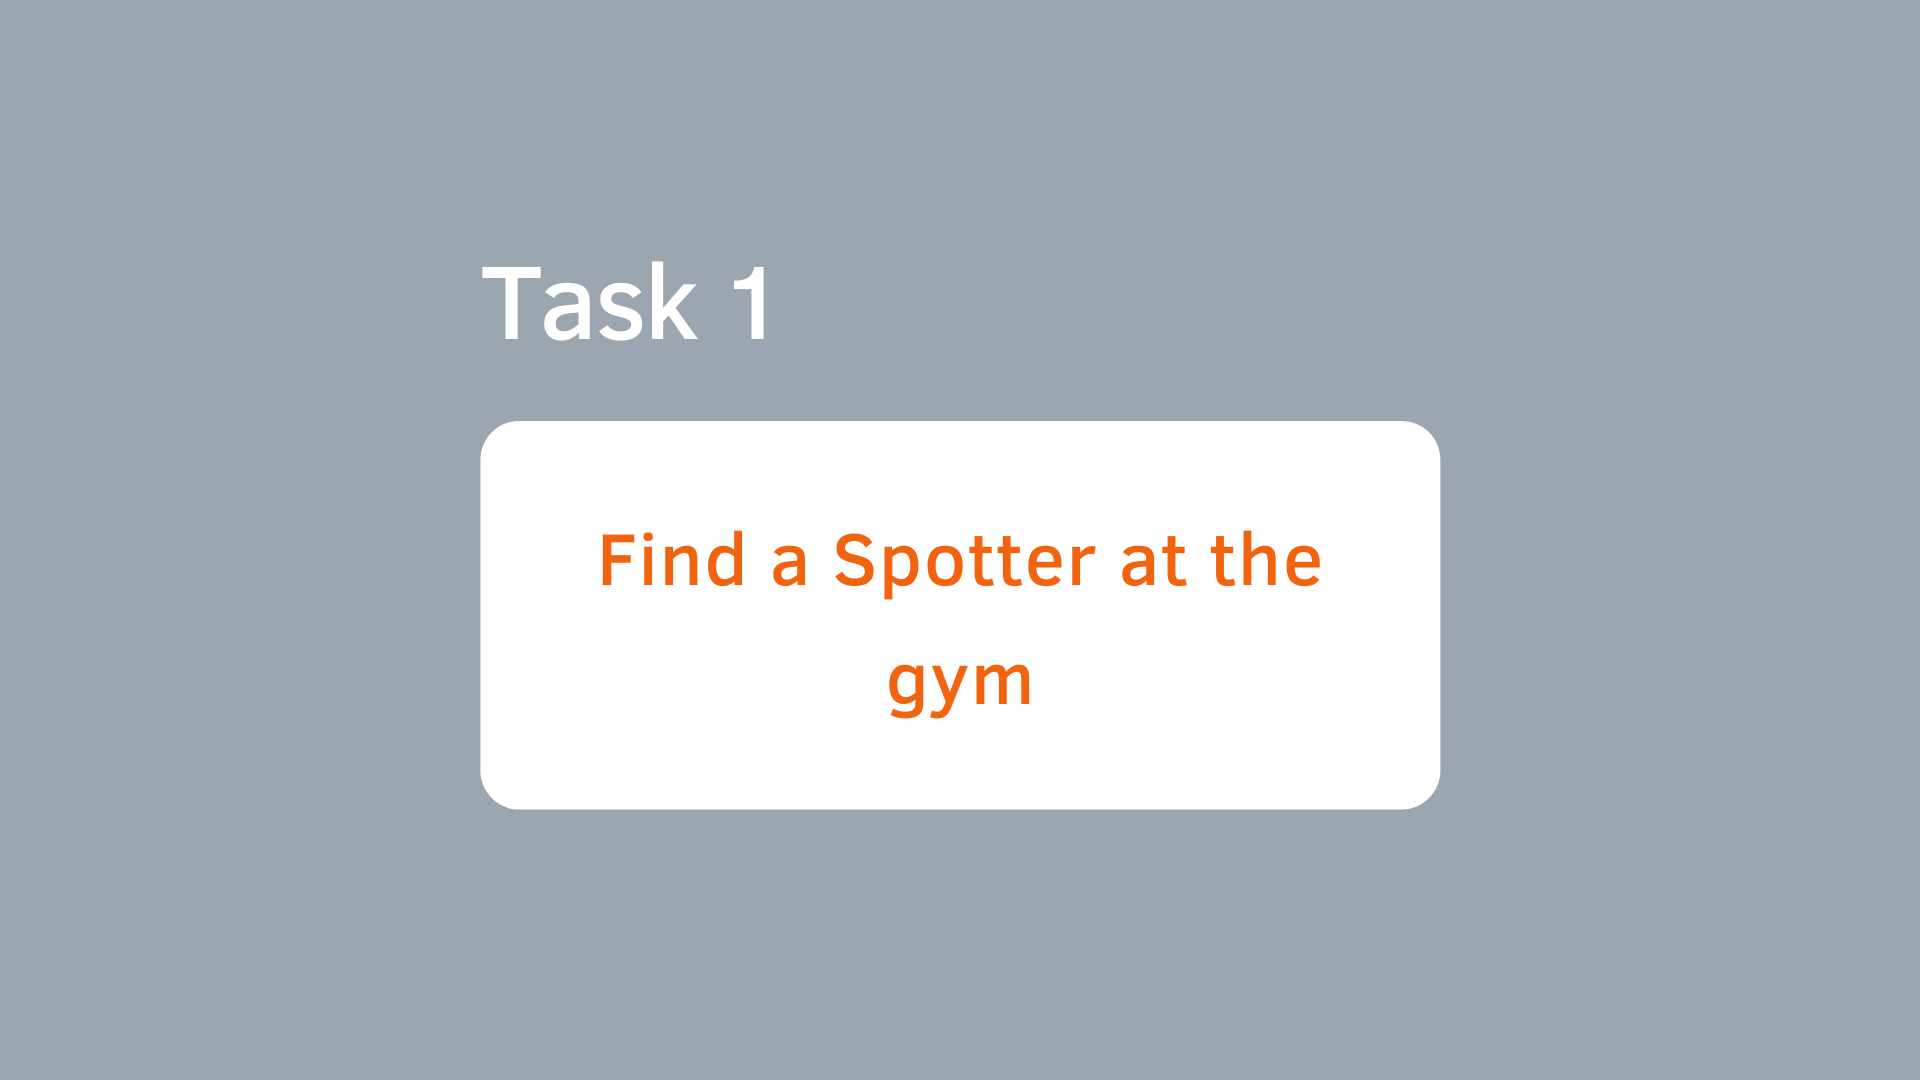 Task 1
Find a Spotter at the
gym